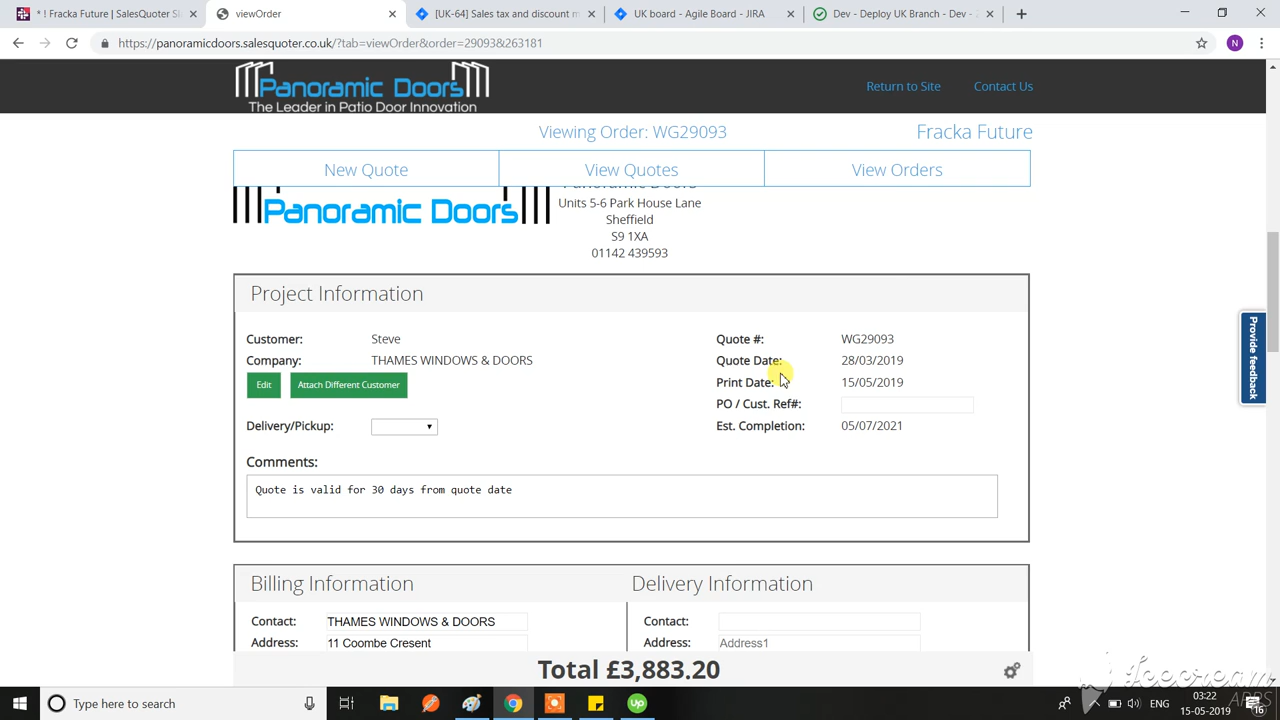 * ! Fracka Future | SalesQuoter Sl
viewOrder
[UK-64] Sales tax and discount m
UK board - Agile Board - JIRA
Dev - Deploy UK Branch - Dev -
https://panoramicdoors.salesquoter.co.uk/?tab=viewOrder&order=29093&263181
N
Panoramic Doors
The Leader in Patio Door Innovation
Return to Site
Contact Us
Viewing Order: WG29093
Fracka Future
New Quote
View Quotes
View Orders
Panoramic Doors
Panoramic Doors
Units 5-6 Park House Lane
Sheffield
S9 1XA
01142 439593
Project Information
Customer: Steve
Quote #: WG29093
Company: THAMES WINDOWS & DOORS
Quote Date: 28/03/2019
Edit
Attach Different Customer
Print Date: 15/05/2019
PO / Cust. Ref#:
Delivery/Pickup:
Est. Completion: 05/07/2021
Comments:
Quote is valid for 30 days from quote date
Provide feedback
Billing Information
Delivery Information
Contact: THAMES WINDOWS & DOORS
Contact:
Address: 11 Coombe Cresent
Address: Address1
Total £3,883.20
icecream
APPS
Type here to search
Up
ENG
03:22
15-05-2019
16